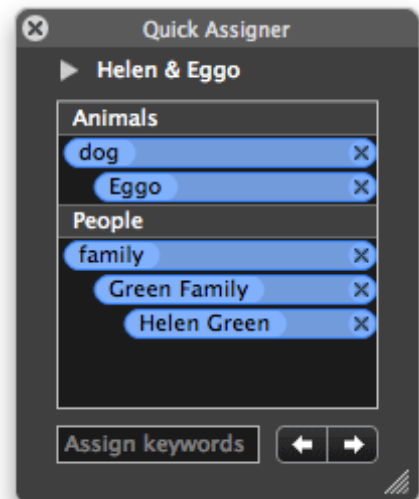 Quick Assigner
Helen & Eggo
Animals
dog
Eggo
People
family
Green Family
Helen Green
Assign keywords